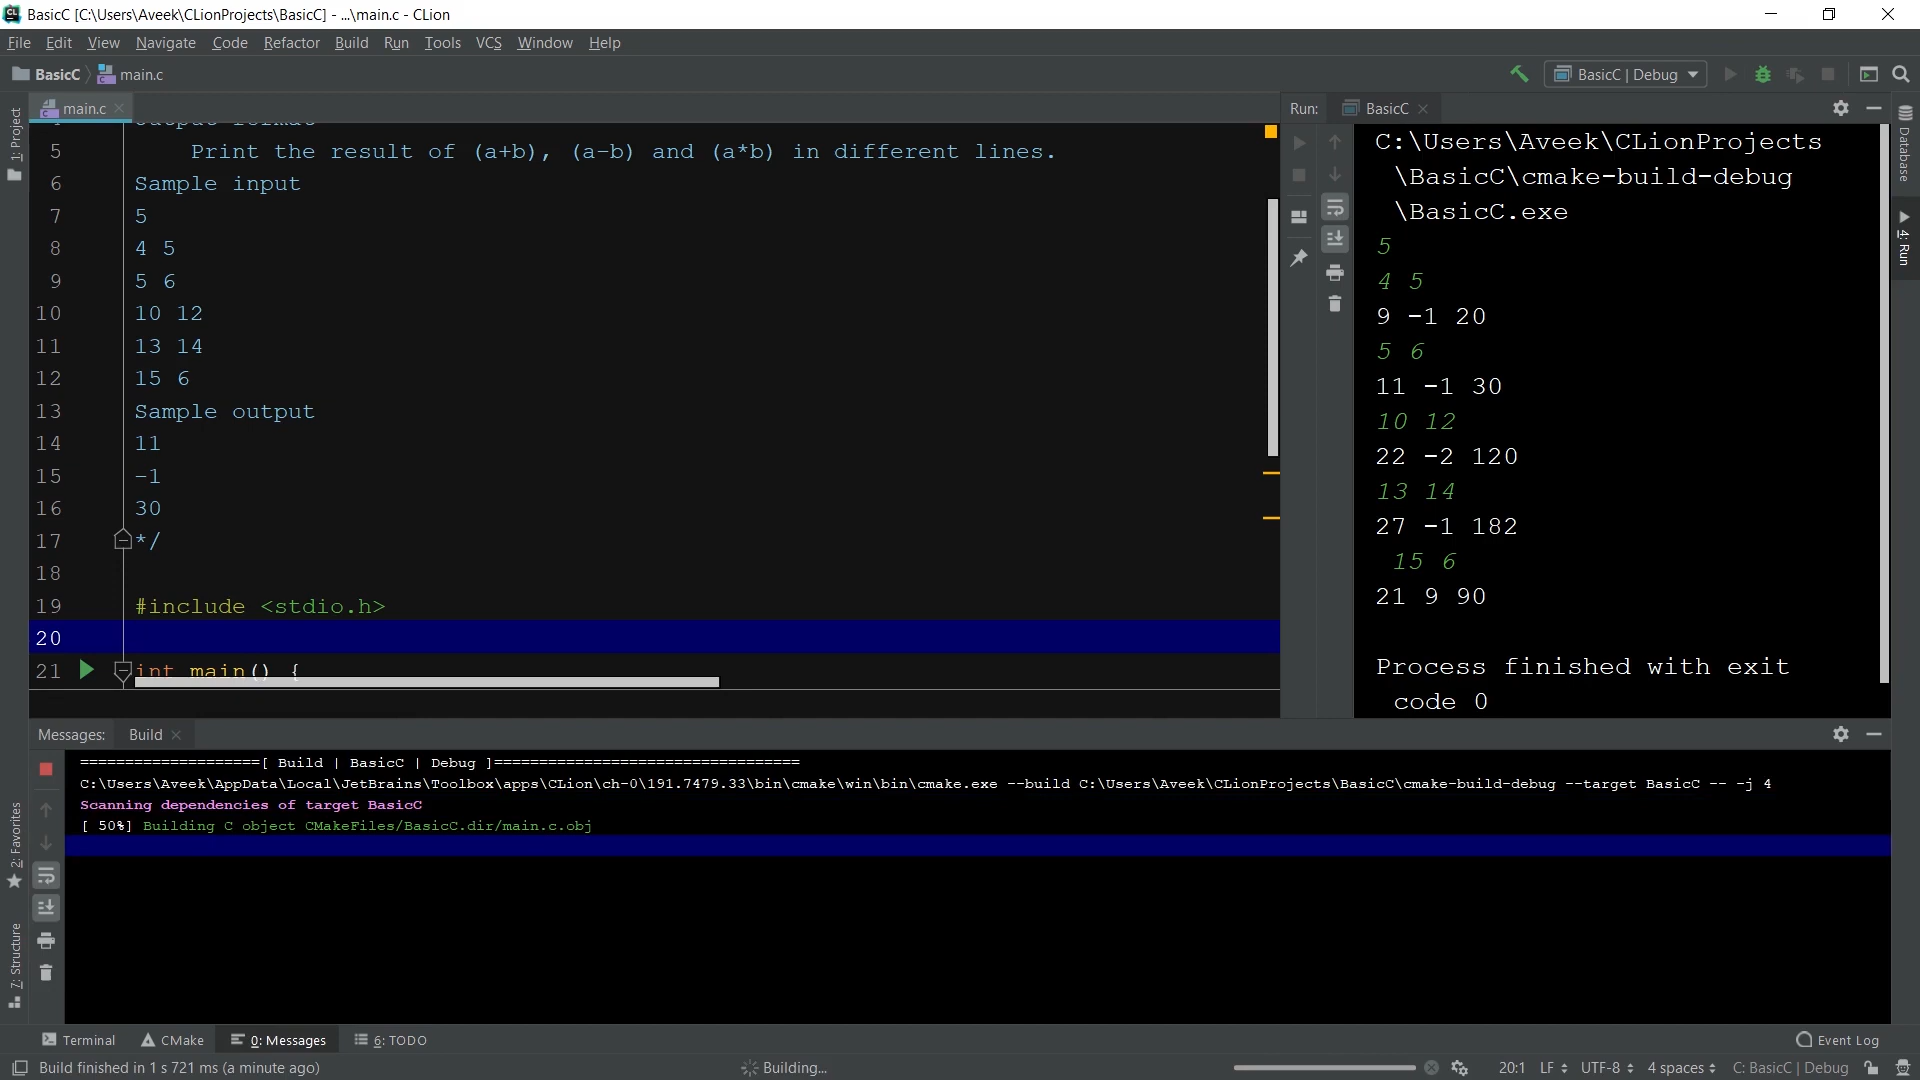 BasicC [C:\Users\Aveek\CLionProjects\BasicC] - ...\main.c - CLion
File Edit View Navigate Code Refactor Build Run Tools VCS Window Help
BasicC main.c
BasicC | Debug
1: Project
main.c
Output format
5 Print the result of (a+b), (a-b) and (a*b) in different lines.
6 Sample input
7 5
8 4 5
9 5 6
10 10 12
11 13 14
12 15 6
13 Sample output
14 11
15 -1
16 30
17 */
18
19 #include <stdio.h>
20
21 int main() {
Run: BasicC
C:\Users\Aveek\CLionProjects
\BasicC\cmake-build-debug
\BasicC.exe
5
4 5
9 -1 20
5 6
11 -1 30
10 12
22 -2 120
13 14
27 -1 182
15 6
21 9 90
Process finished with exit
code 0
Database
4: Run
Messages: Build
====================[ Build | BasicC | Debug ]==================================
C:\Users\Aveek\AppData\Local\JetBrains\Toolbox\apps\CLion\ch-0\191.7479.33\bin\cmake\win\bin\cmake.exe --build C:\Users\Aveek\CLionProjects\BasicC\cmake-build-debug --target BasicC -- -j 4
Scanning dependencies of target BasicC
[ 50%] Building C object CMakeFiles/BasicC.dir/main.c.obj
2: Favorites
7: Structure
Terminal CMake 0: Messages 6: TODO Event Log
Build finished in 1 s 721 ms (a minute ago) Building... 20:1 LF UTF-8 4 spaces C: BasicC | Debug